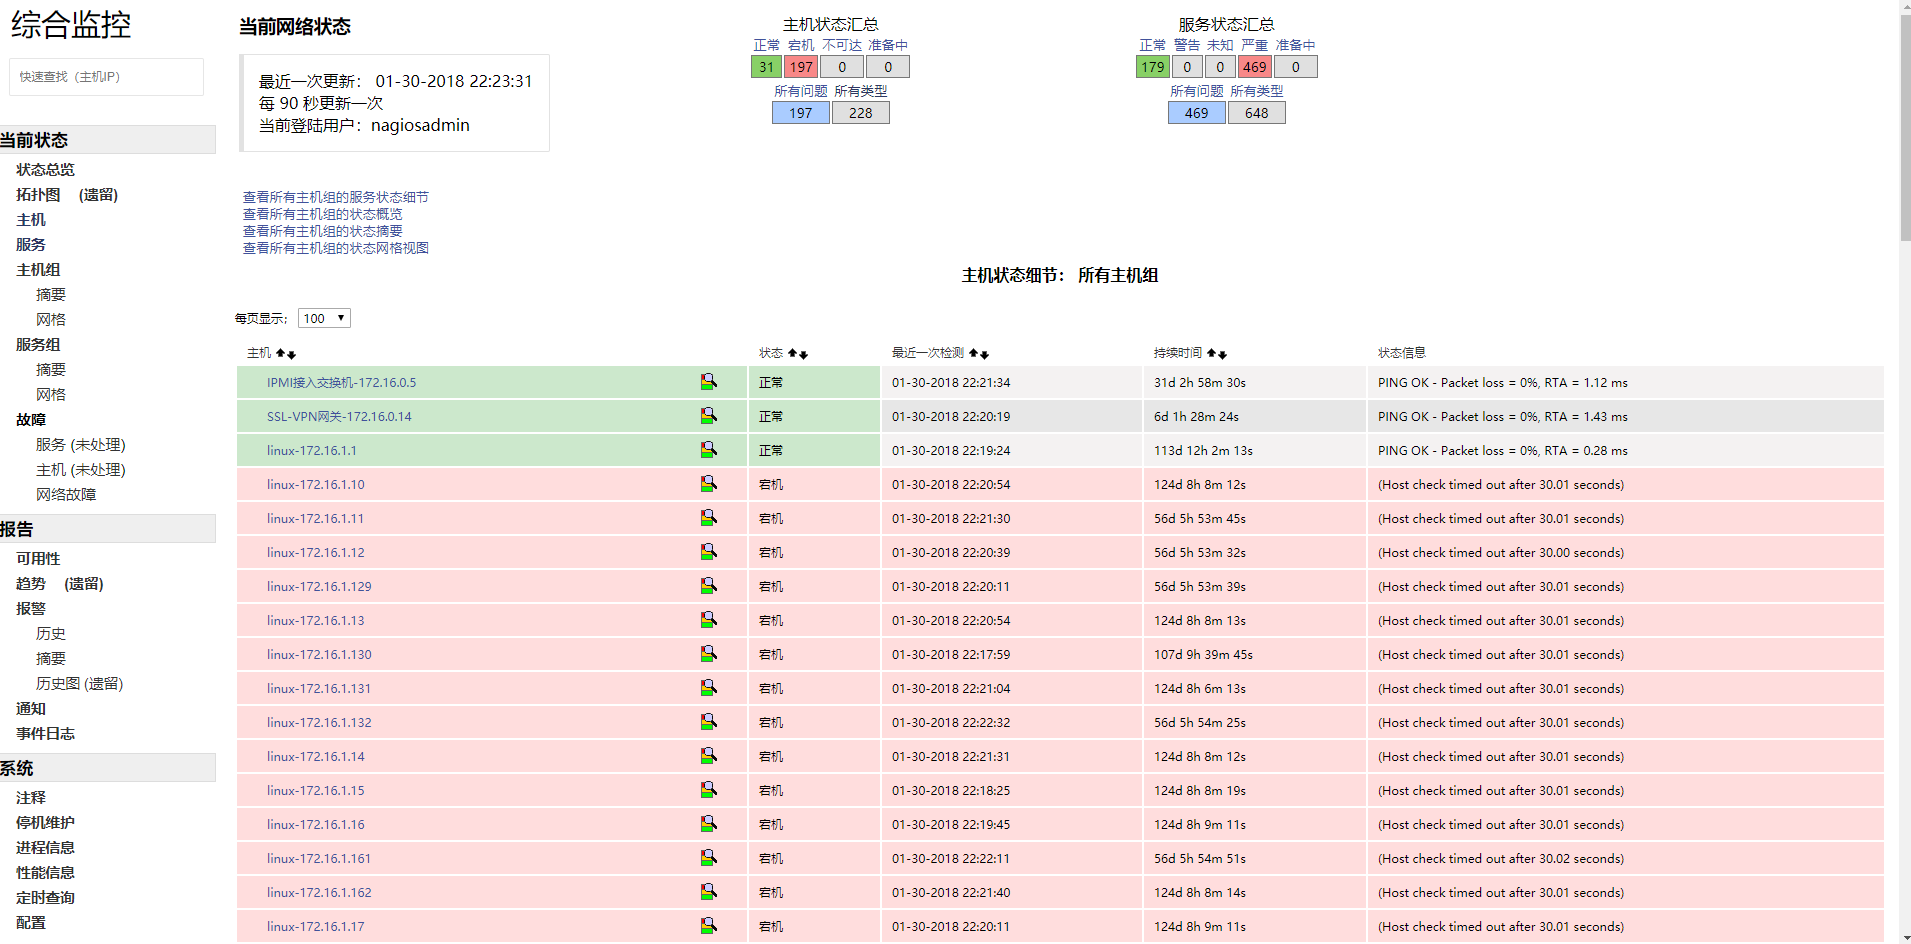 综合监控
快速查找（主机IP）
当前状态
状态总览
拓扑图 (遗留)
主机
服务
主机组
摘要
网格
服务组
摘要
网格
故障
服务 (未处理)
主机 (未处理)
网络故障
报告
可用性
趋势 (遗留)
报警
历史
摘要
历史图 (遗留)
通知
事件日志
系统
注释
停机维护
进程信息
性能信息
定时查询
配置
当前网络状态
最近一次更新： 01-30-2018 22:23:31
每 90 秒更新一次
当前登陆用户：nagiosadmin
查看所有主机组的服务状态细节
查看所有主机组的状态概览
查看所有主机组的状态摘要
查看所有主机组的状态网格视图
主机状态汇总
正常 宕机 不可达 准备中
31 197 0 0
所有问题 所有类型
197 228
服务状态汇总
正常 警告 未知 严重 准备中
179 0 0 469 0
所有问题 所有类型
469 648
主机状态细节： 所有主机组
每页显示； 100
主机 状态 最近一次检测 持续时间 状态信息
IPMI接入交换机-172.16.0.5 正常 01-30-2018 22:21:34 31d 2h 58m 30s PING OK - Packet loss = 0%, RTA = 1.12 ms
SSL-VPN网关-172.16.0.14 正常 01-30-2018 22:20:19 6d 1h 28m 24s PING OK - Packet loss = 0%, RTA = 1.43 ms
linux-172.16.1.1 正常 01-30-2018 22:19:24 113d 12h 2m 13s PING OK - Packet loss = 0%, RTA = 0.28 ms
linux-172.16.1.10 宕机 01-30-2018 22:20:54 124d 8h 8m 12s (Host check timed out after 30.01 seconds)
linux-172.16.1.11 宕机 01-30-2018 22:21:30 56d 5h 53m 45s (Host check timed out after 30.01 seconds)
linux-172.16.1.12 宕机 01-30-2018 22:20:39 56d 5h 53m 32s (Host check timed out after 30.00 seconds)
linux-172.16.1.129 宕机 01-30-2018 22:20:11 56d 5h 53m 39s (Host check timed out after 30.01 seconds)
linux-172.16.1.13 宕机 01-30-2018 22:20:54 124d 8h 8m 13s (Host check timed out after 30.01 seconds)
linux-172.16.1.130 宕机 01-30-2018 22:17:59 107d 9h 39m 45s (Host check timed out after 30.01 seconds)
linux-172.16.1.131 宕机 01-30-2018 22:21:04 124d 8h 6m 13s (Host check timed out after 30.01 seconds)
linux-172.16.1.132 宕机 01-30-2018 22:22:32 56d 5h 54m 25s (Host check timed out after 30.01 seconds)
linux-172.16.1.14 宕机 01-30-2018 22:21:31 124d 8h 8m 12s (Host check timed out after 30.01 seconds)
linux-172.16.1.15 宕机 01-30-2018 22:18:25 124d 8h 8m 19s (Host check timed out after 30.01 seconds)
linux-172.16.1.16 宕机 01-30-2018 22:19:45 124d 8h 9m 11s (Host check timed out after 30.01 seconds)
linux-172.16.1.161 宕机 01-30-2018 22:22:11 56d 5h 54m 51s (Host check timed out after 30.02 seconds)
linux-172.16.1.162 宕机 01-30-2018 22:21:40 124d 8h 8m 14s (Host check timed out after 30.01 seconds)
linux-172.16.1.17 宕机 01-30-2018 22:20:11 124d 8h 9m 11s (Host check timed out after 30.01 seconds)